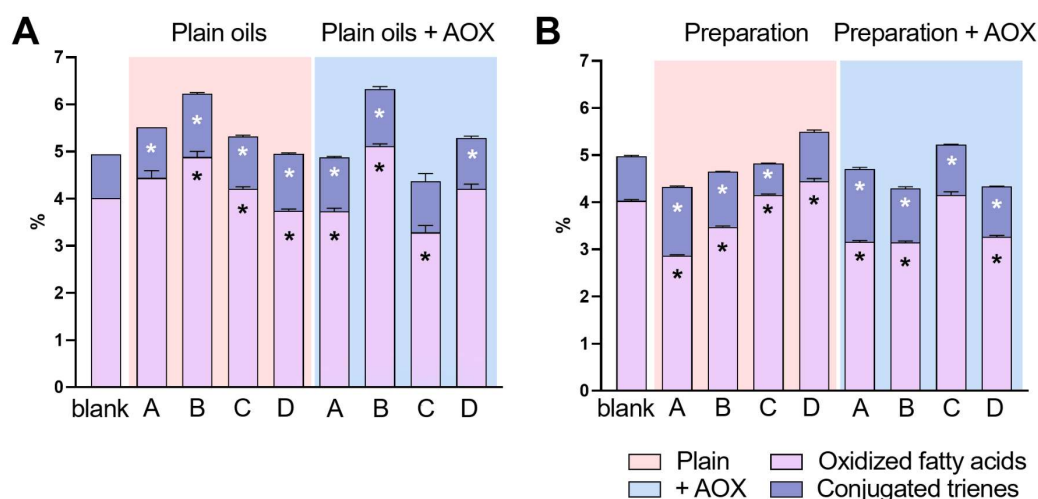 A
Plain oils
Plain oils + AOX
7
6
5
4
3
2
1
0
%
*
*
*
*
*
*
*
*
*
*
*
*
*
blank
A
B
C
D
A
B
C
D
B
Preparation
Preparation + AOX
7
6
5
4
3
2
1
0
%
*
*
*
*
*
*
*
*
*
*
*
*
*
blank
A
B
C
D
A
B
C
D
Plain
+ AOX
Oxidized fatty acids
Conjugated trienes